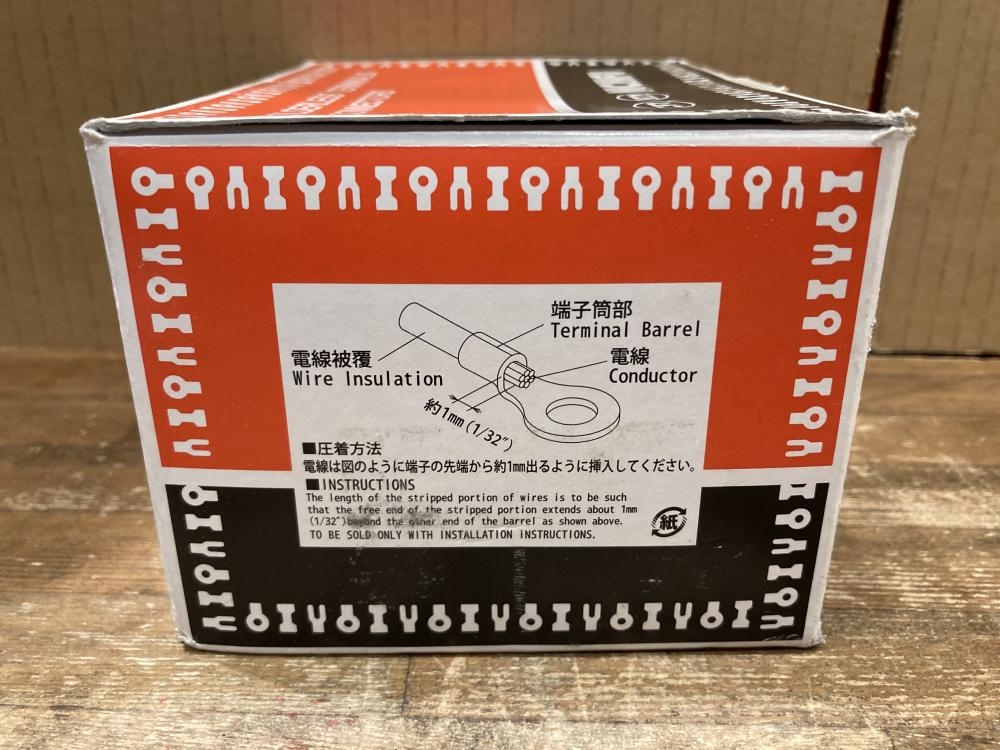 端子筒部
Terminal Barrel
電線被覆
Wire Insulation
電線
Conductor
約1mm(1/32")
■圧着方法
電線は図のように端子の先端から約1mm出るように挿入してください。
■INSTRUCTIONS
The length of the stripped portion of wires is to be such
that the free end of the stripped portion extends about 1mm
(1/32")beyond the other end of the barrel as shown above.
TO BE SOLD ONLY WITH INSTALLATION INSTRUCTIONS.
紙